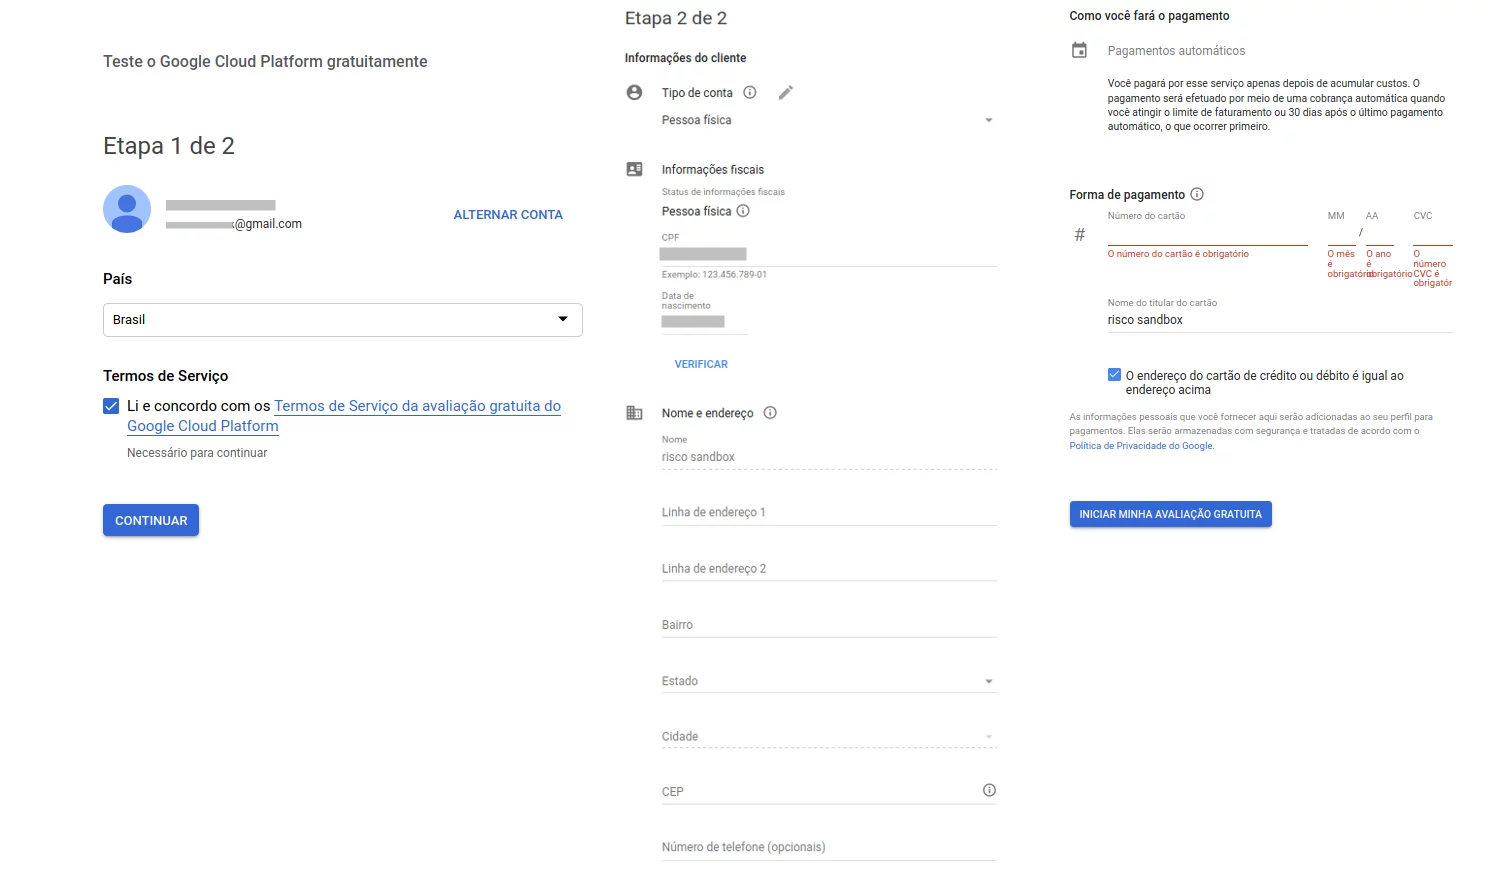 Teste o Google Cloud Platform gratuitamente
Etapa 1 de 2
@gmail.com
ALTERNAR CONTA
País
Brasil
Termos de Serviço
Li e concordo com os Termos de Serviço da avaliação gratuita do
Google Cloud Platform
Necessário para continuar
CONTINUAR
Etapa 2 de 2
Informações do cliente
Tipo de conta
Pessoa física
Informações fiscais
Status de informações fiscais
Pessoa física
CPF
Exemplo: 123.456.789-01
Data de
nascimento
VERIFICAR
Nome e endereço
Nome
risco sandbox
Linha de endereço 1
Linha de endereço 2
Bairro
Estado
Cidade
CEP
Número de telefone (opcionais)
Como você fará o pagamento
Pagamentos automáticos
Você pagará por esse serviço apenas depois de acumular custos. O
pagamento será efetuado por meio de uma cobrança automática quando
você atingir o limite de faturamento ou 30 dias após o último pagamento
automático, o que ocorrer primeiro.
Forma de pagamento
Número do cartão
MM
AA
CVC
#
/
O número do cartão é obrigatório
O mês
é
obrigatório
O ano
é
obrigatório
O
número
CVC é
obrigatór
Nome do titular do cartão
risco sandbox
O endereço do cartão de crédito ou débito é igual ao
endereço acima
As informações pessoais que você fornecer aqui serão adicionadas ao seu perfil para
pagamentos. Elas serão armazenadas com segurança e tratadas de acordo com o
Política de Privacidade do Google.
INICIAR MINHA AVALIAÇÃO GRATUITA